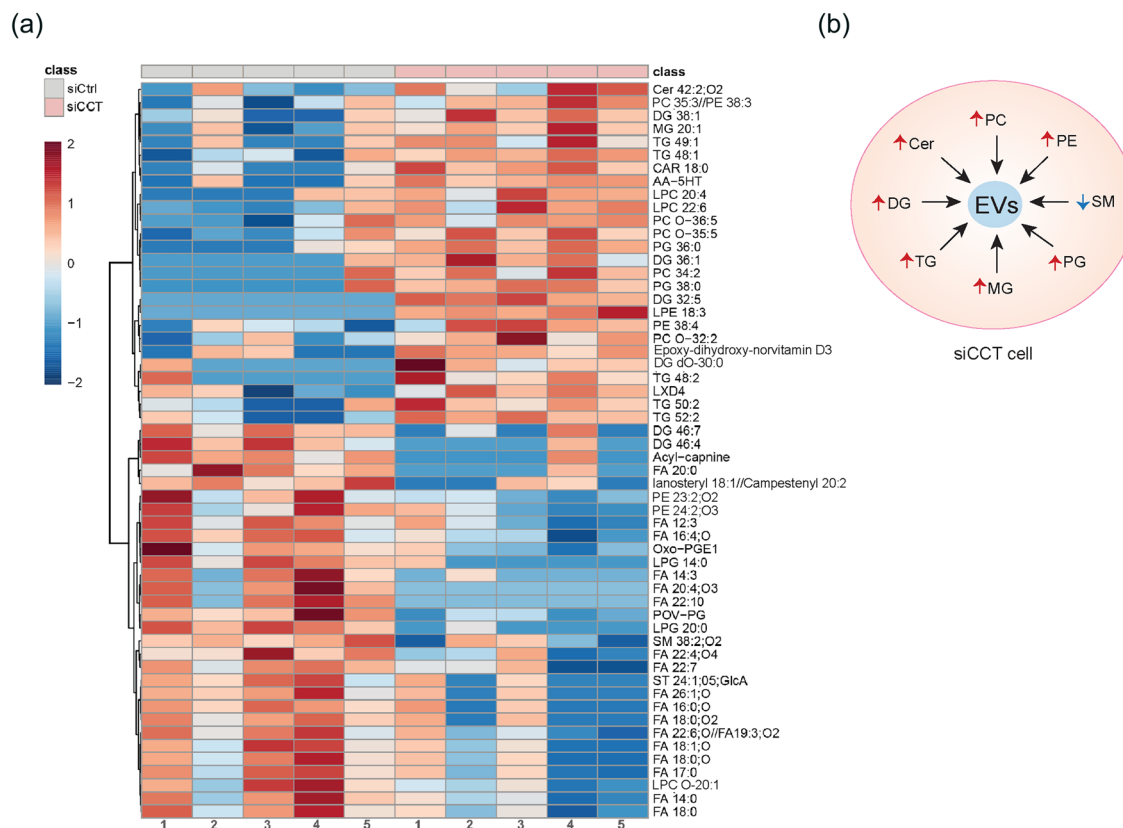 (a)
(b)
class
siCtrl
siCCT
2
1
0
−1
−2
class
Cer 42:2;O2
PC 35:3//PE 38:3
DG 38:1
MG 20:1
TG 49:1
TG 48:1
CAR 18:0
AA−5HT
LPC 20:4
LPC 22:6
PC O−36:5
PC O−35:5
PG 36:0
DG 36:1
PC 34:2
PG 38:0
DG 32:5
LPE 18:3
PE 38:4
PC O−32:2
Epoxy-dihydroxy-norvitamin D3
DG dO-30:0
TG 48:2
LXD4
TG 50:2
TG 52:2
DG 46:7
DG 46:4
Acyl−capnine
FA 20:0
lanosteryl 18:1//Campestenyl 20:2
PE 23:2;O2
PE 24:2;O3
FA 12:3
FA 16:4;O
Oxo−PGE1
LPG 14:0
FA 14:3
FA 20:4;O3
FA 22:10
POV−PG
LPG 20:0
SM 38:2;O2
FA 22:4;O4
FA 22:7
ST 24:1;05;GlcA
FA 26:1;O
FA 16:0;O
FA 18:0;O2
FA 22:6;O//FA19:3;O2
FA 18:1;O
FA 18:0;O
FA 17:0
LPC O-20:1
FA 14:0
FA 18:0
1 2 3 4 5 1 2 3 4 5
PC
Cer
PE
DG
EVs
SM
TG
PG
MG
siCCT cell